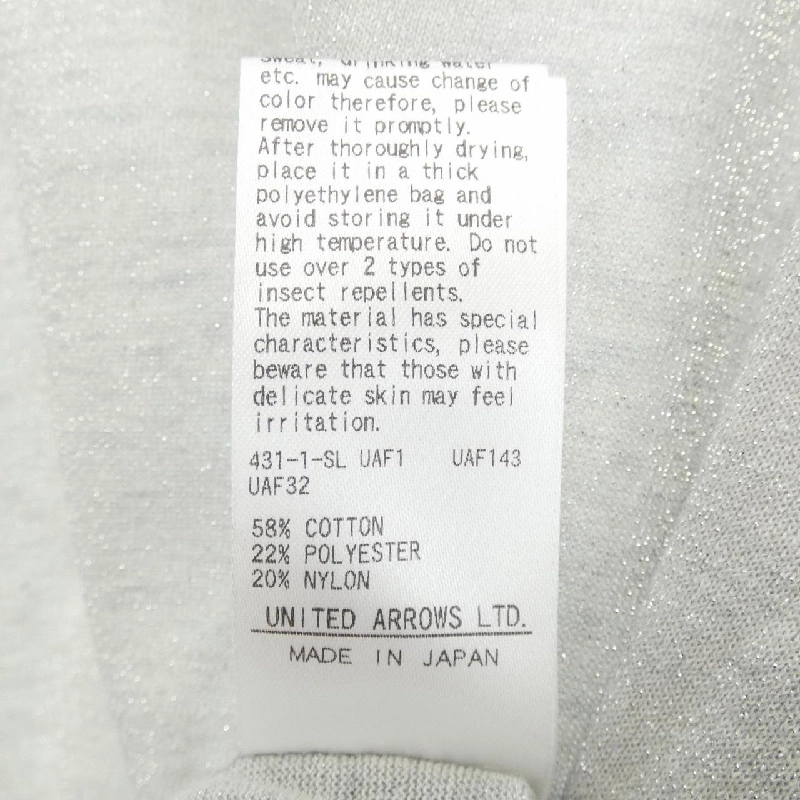 sweat, drinking water
etc. may cause change of
color therefore, please
remove it promptly.
After thoroughly drying,
place it in a thick
polyethylene bag and
avoid storing it under
high temperature. Do not
use over 2 types of
insect repellents.
The material has special
characteristics, please
beware that those with
delicate skin may feel
irritation.
431-1-SL UAF1 UAF143
UAF32
58% COTTON
22% POLYESTER
20% NYLON
UNITED ARROWS LTD.
MADE IN JAPAN